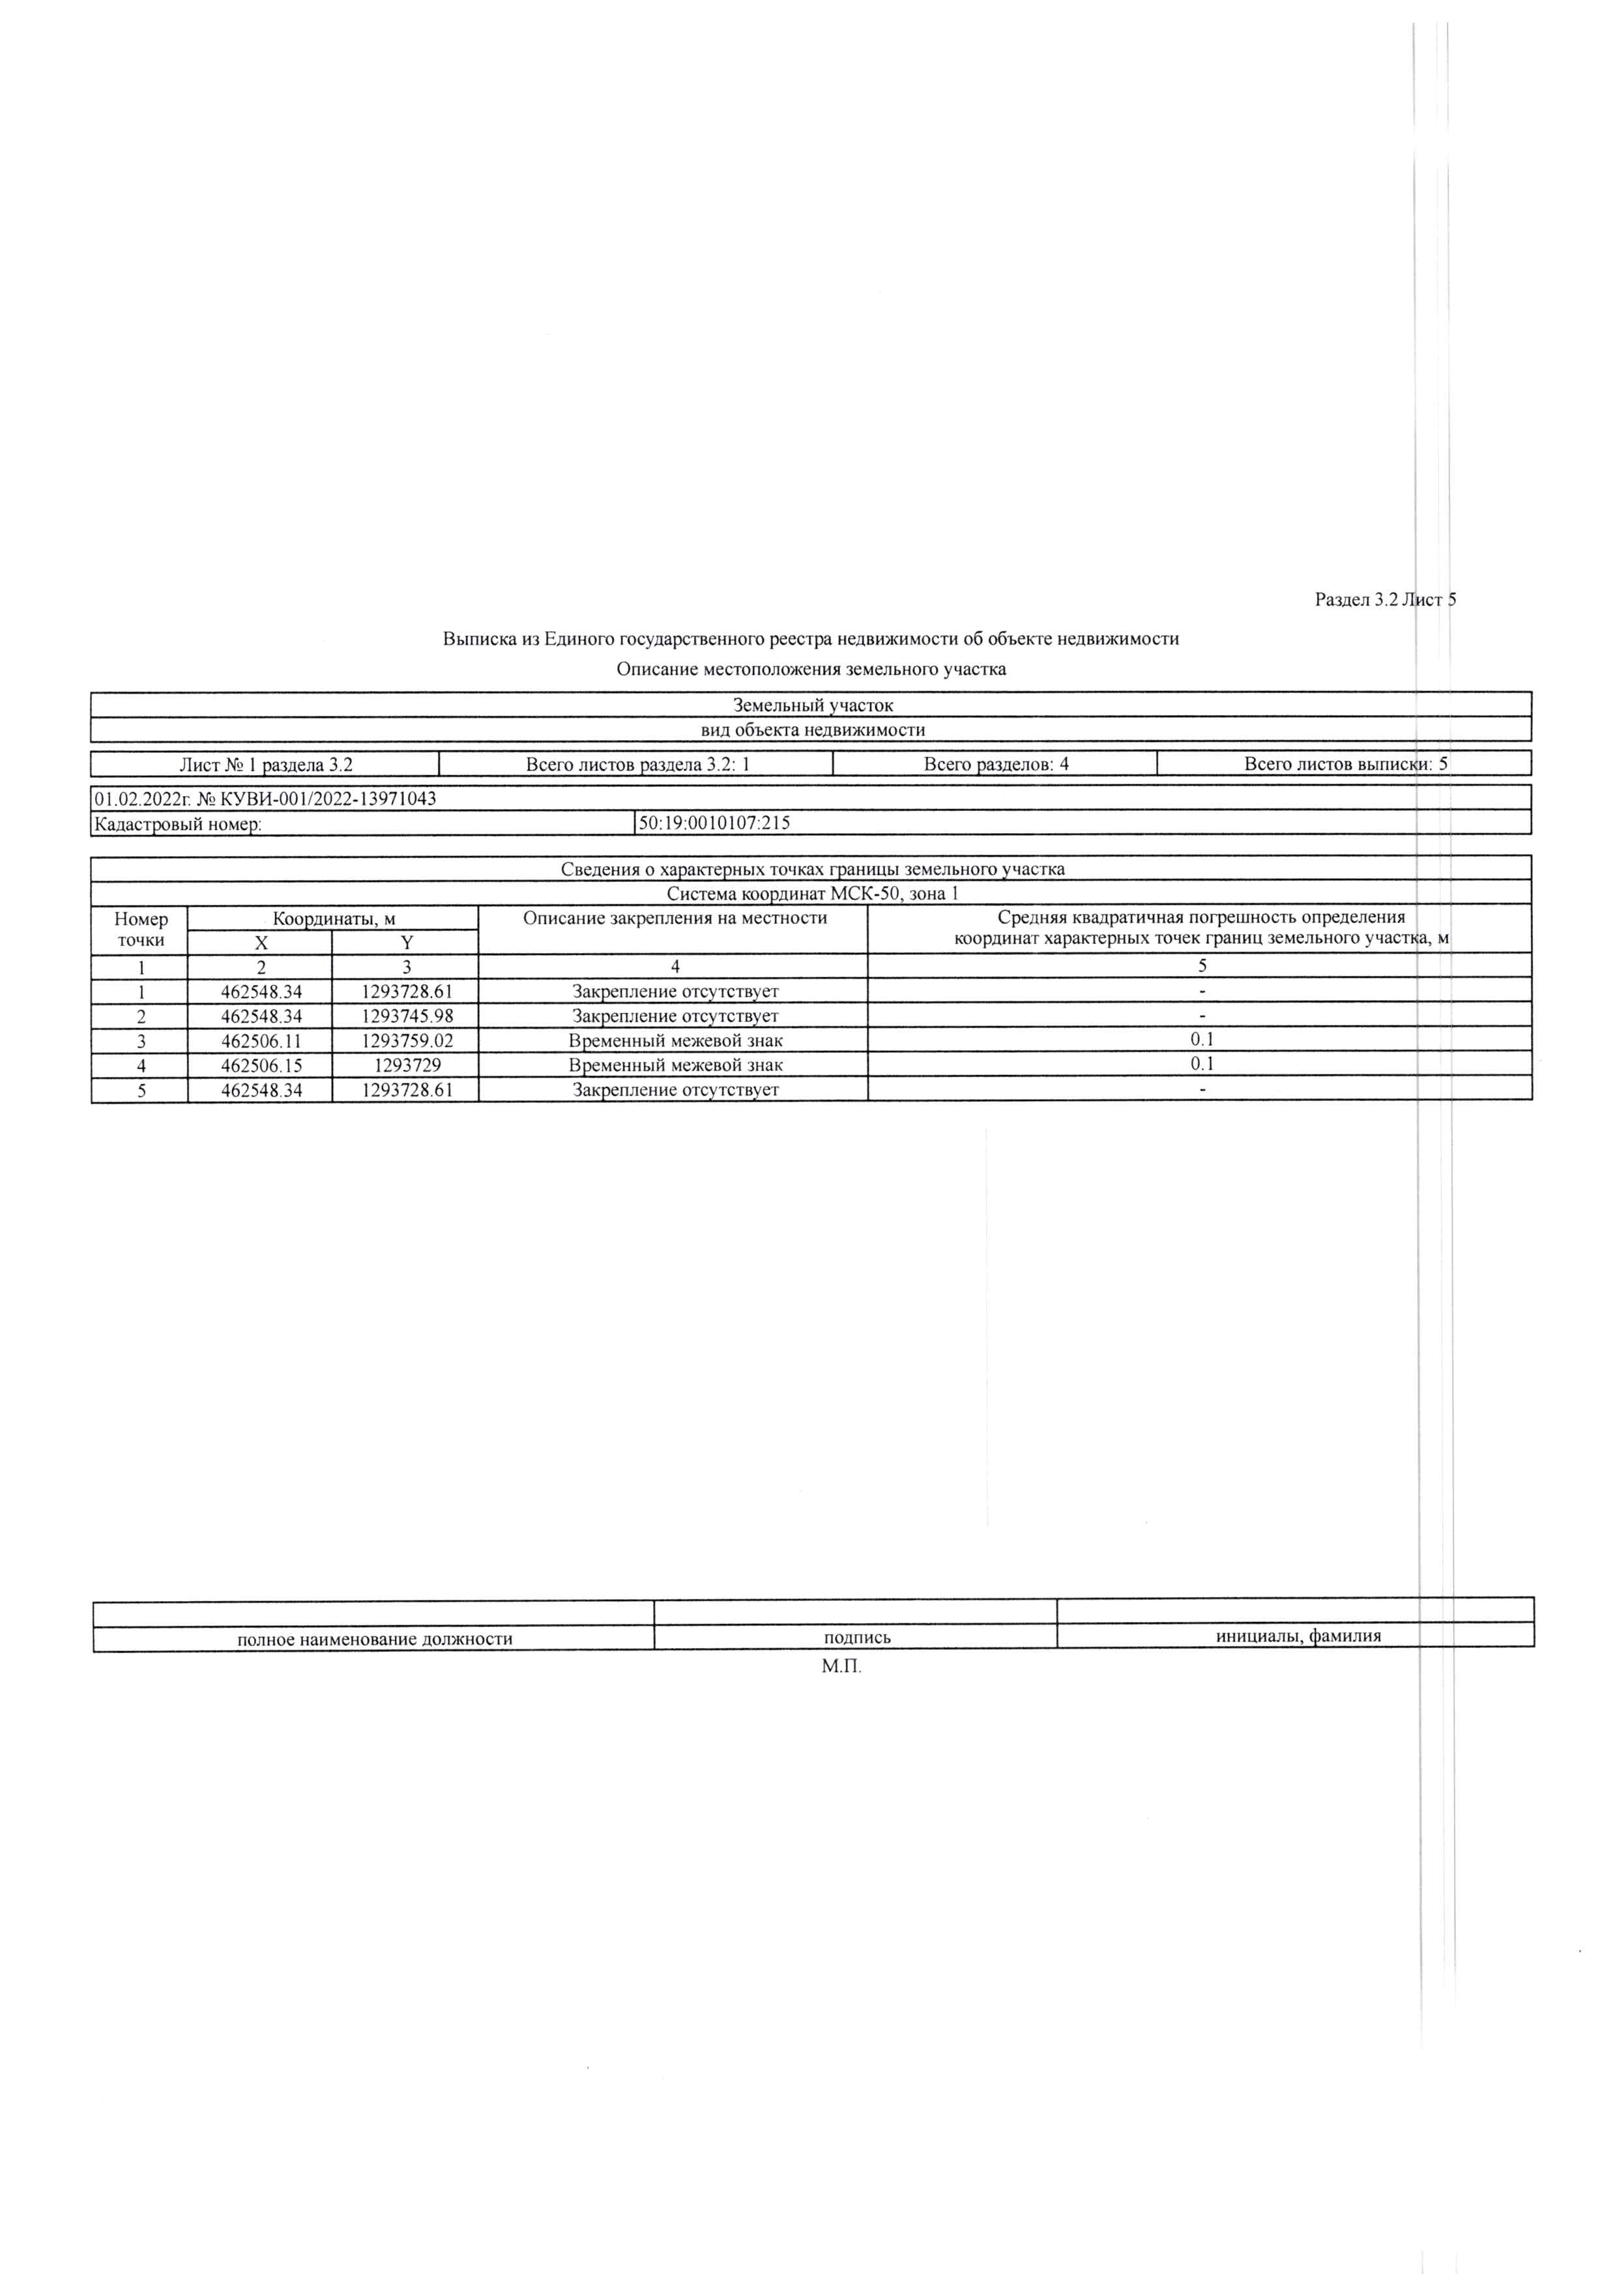 Раздел 3.2 Лист 5
Выписка из Единого государственного реестра недвижимости об объекте недвижимости
Описание местоположения земельного участка
Земельный участок
вид объекта недвижимости
Лист № 1 раздела 3.2 Всего листов раздела 3.2: 1 Всего разделов: 4 Всего листов выписки: 5
01.02.2022г. № КУВИ-001/2022-13971043
Кадастровый номер: 50:19:0010107:215
Сведения о характерных точках границы земельного участка
Система координат МСК-50, зона 1
Номер точки Координаты, м Описание закрепления на местности Средняя квадратичная погрешность определения координат характерных точек границ земельного участка, м
X Y
1 2 3 4 5
1 462548.34 1293728.61 Закрепление отсутствует -
2 462548.34 1293745.98 Закрепление отсутствует -
3 462506.11 1293759.02 Временный межевой знак 0.1
4 462506.15 1293729 Временный межевой знак 0.1
5 462548.34 1293728.61 Закрепление отсутствует -
полное наименование должности подпись инициалы, фамилия
М.П.